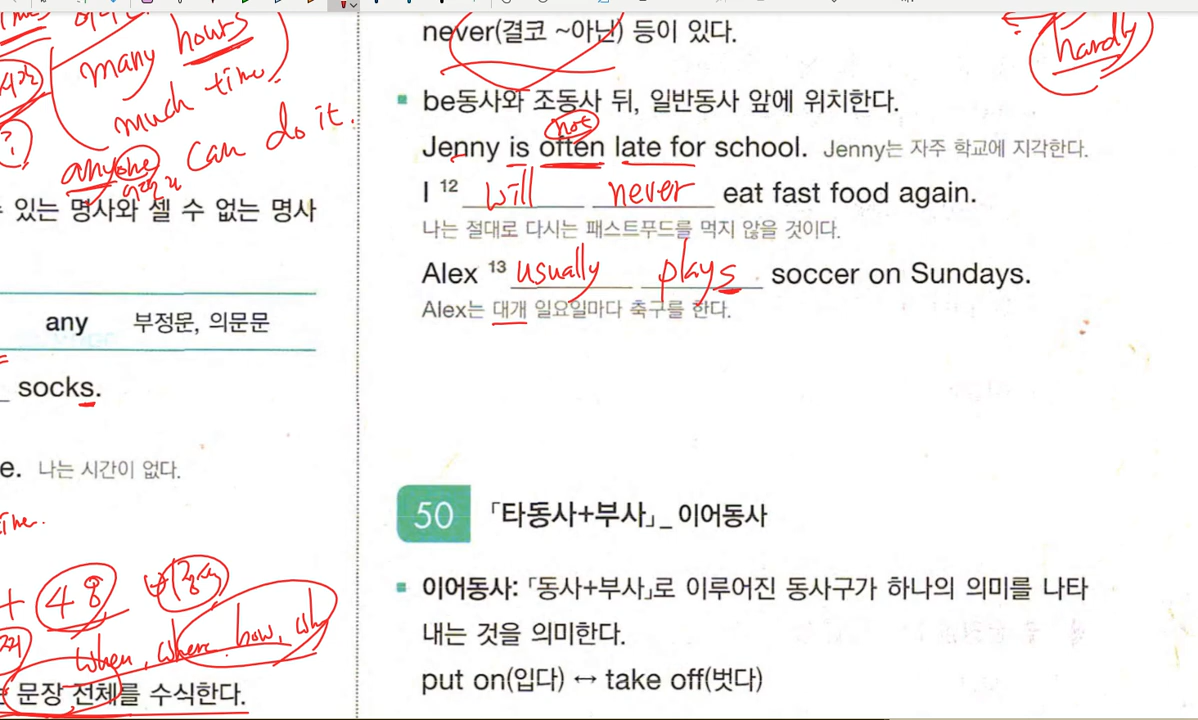 many hours
much time
anyone can do it.
있는 명사와 셀 수 없는 명사
any 부정문, 의문문
socks.
e. 나는 시간이 없다.
time.
+ 48
when, where, how, why
문장 전체를 수식한다.
never(결코 ~아닌) 등이 있다.
hardly
be동사와 조동사 뒤, 일반동사 앞에 위치한다.
not
Jenny is often late for school. Jenny는 자주 학교에 지각한다.
I 12 will never eat fast food again.
나는 절대로 다시는 패스트푸드를 먹지 않을 것이다.
Alex 13 usually plays soccer on Sundays.
Alex는 대개 일요일마다 축구를 한다.
50 「타동사+부사」_ 이어동사
이어동사: 「동사+부사」로 이루어진 동사구가 하나의 의미를 나타
내는 것을 의미한다.
put on(입다) ↔ take off(벗다)